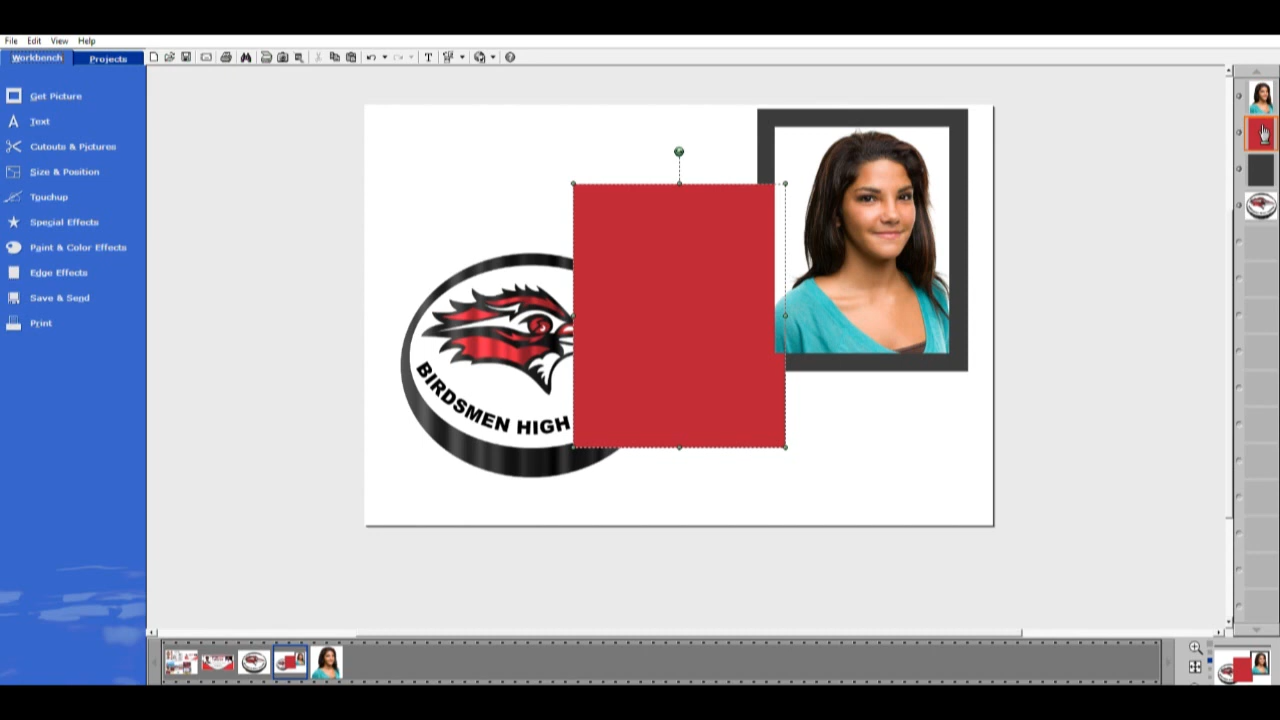 File Edit View Help
Workbench Projects
T
Get Picture
A Text
Cutouts & Pictures
Size & Position
Touchup
Special Effects
Paint & Color Effects
Edge Effects
Save & Send
Print
BIRDSMEN HIGH